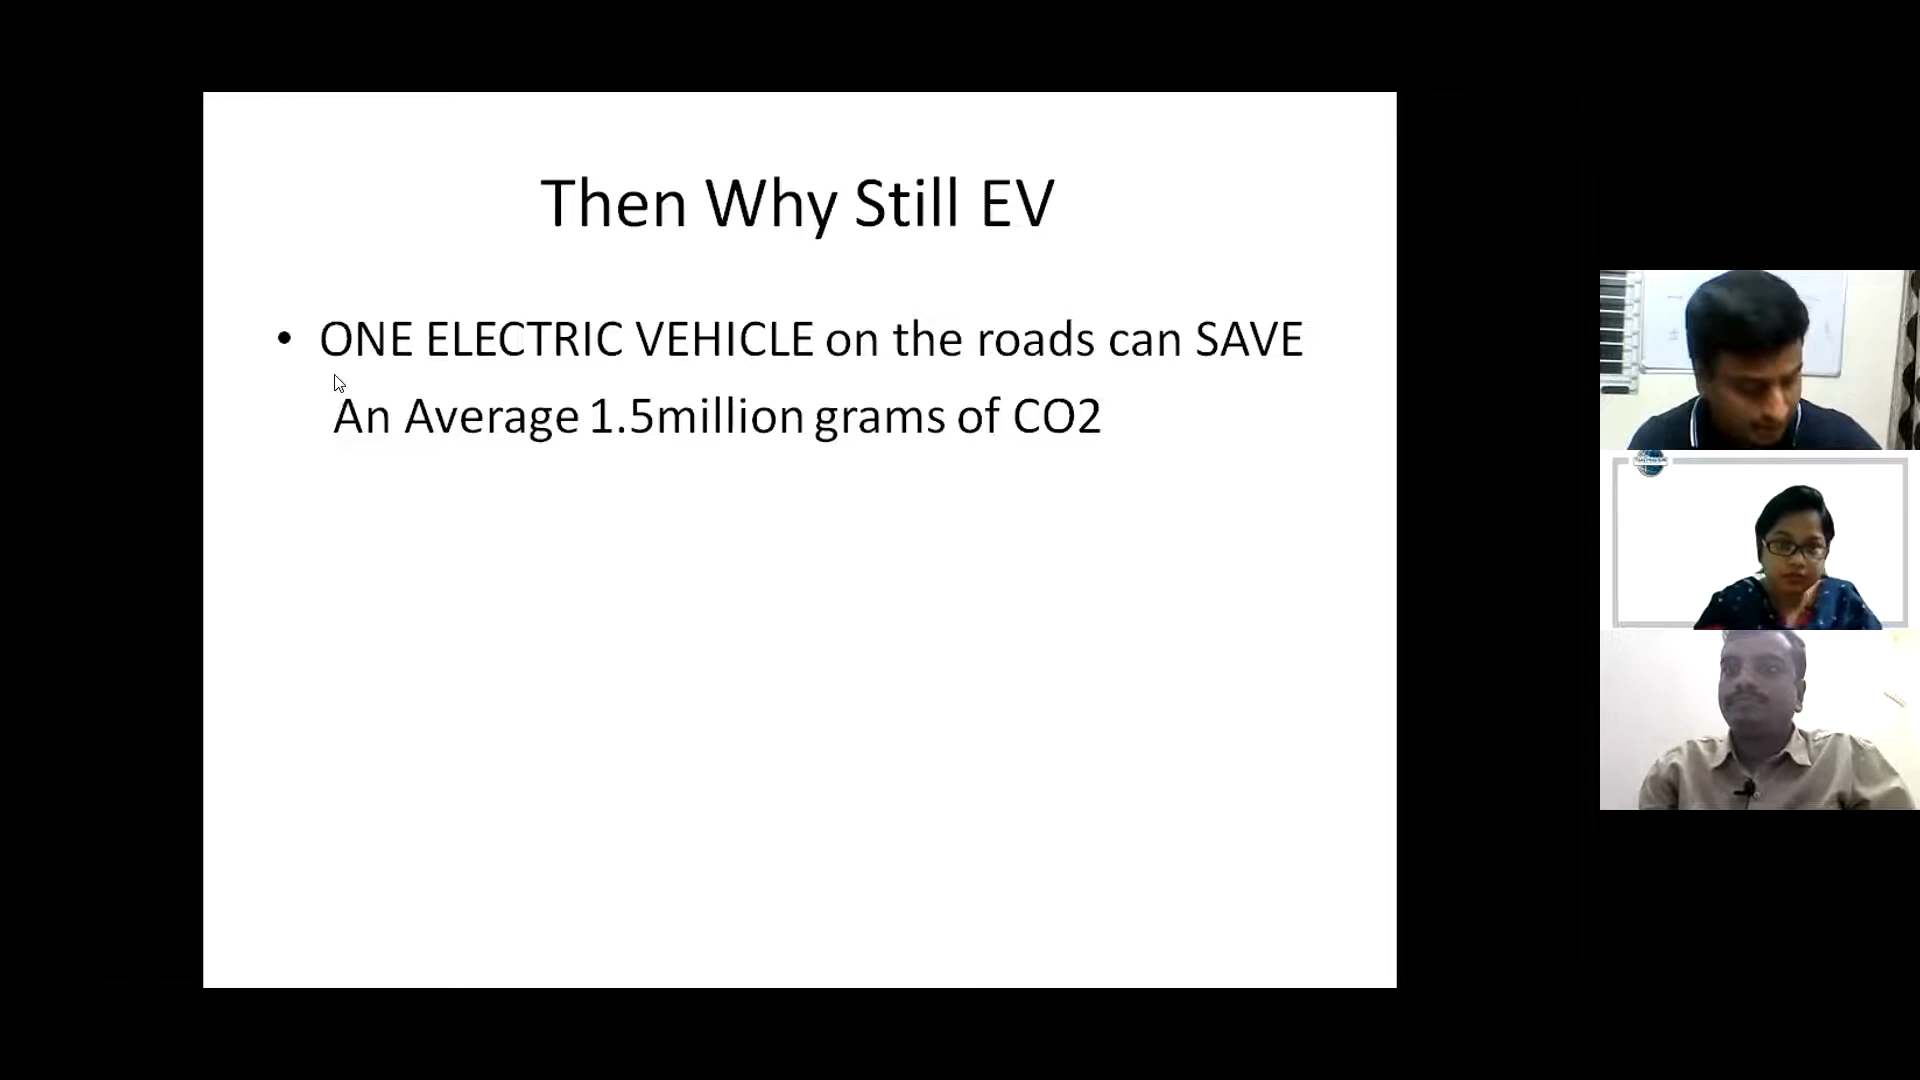 Then Why Still EV
• ONE ELECTRIC VEHICLE on the roads can SAVE
An Average 1.5million grams of CO2